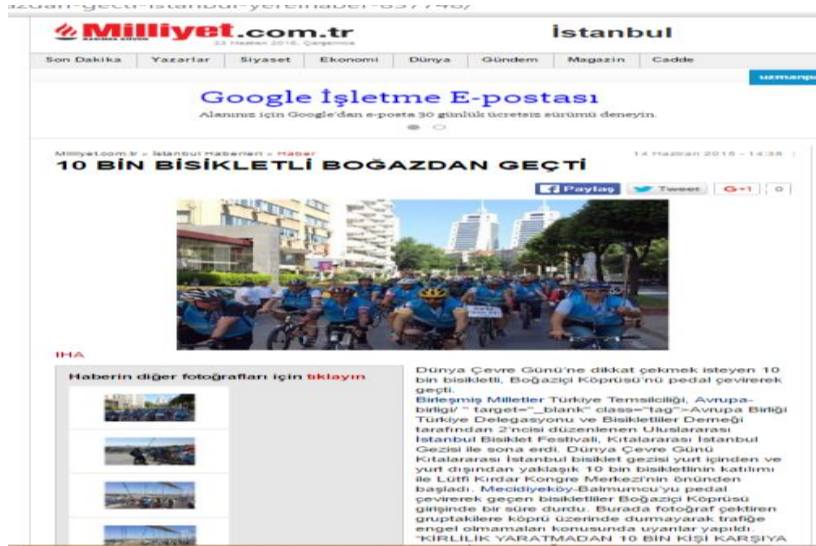 Milliyet.com.tr
İstanbul
Son Dakika Yazarlar Siyaset Ekonomi Dünya Gündem Magazin Cadde
Google İşletme E-postası
Alanınız için Google'dan e-posta 30 günlük ücretsiz sürümü deneyin.
Milliyet.com.tr » İstanbul Haberleri » Haber
14 Haziran 2015 - 14:38
10 BİN BİSİKLETLİ BOĞAZDAN GEÇTİ
Paylaş Tweet G+1 0
IHA
Haberin diğer fotoğrafları için tıklayın
Dünya Çevre Günü'ne dikkat çekmek isteyen 10
bin bisikletli, Boğaziçi Köprüsü'nü pedal çevirerek
geçti.
Birleşmiş Milletler Türkiye Temsilciliği, Avrupa-
birligi/ " target="_blank" class="tag">Avrupa Birliği
Türkiye Delegasyonu ve Bisikletliler Derneği
tarafından 2'ncisi düzenlenen Uluslararası
İstanbul Bisiklet Festivali, Kıtalararası İstanbul
Gezisi ile sona erdi. Dünya Çevre Günü
Kıtalararası İstanbul bisiklet gezisi yurt içinden ve
yurt dışından yaklaşık 10 bin bisikletlinin katılımı
ile Lütfi Kırdar Kongre Merkezi'nin önünden
başladı. Mecidiyeköy-Balmumcu'yu pedal
çevirerek geçen bisikletliler Boğaziçi Köprüsü
girişinde bir süre durdu. Burada fotoğraf çektiren
gruptakilere köprü üzerinde durmayarak trafiğe
engel olmamaları konusunda uyarılar yapıldı.
"KİRLİLİK YARATMADAN 10 BİN KİŞİ KARŞIYA